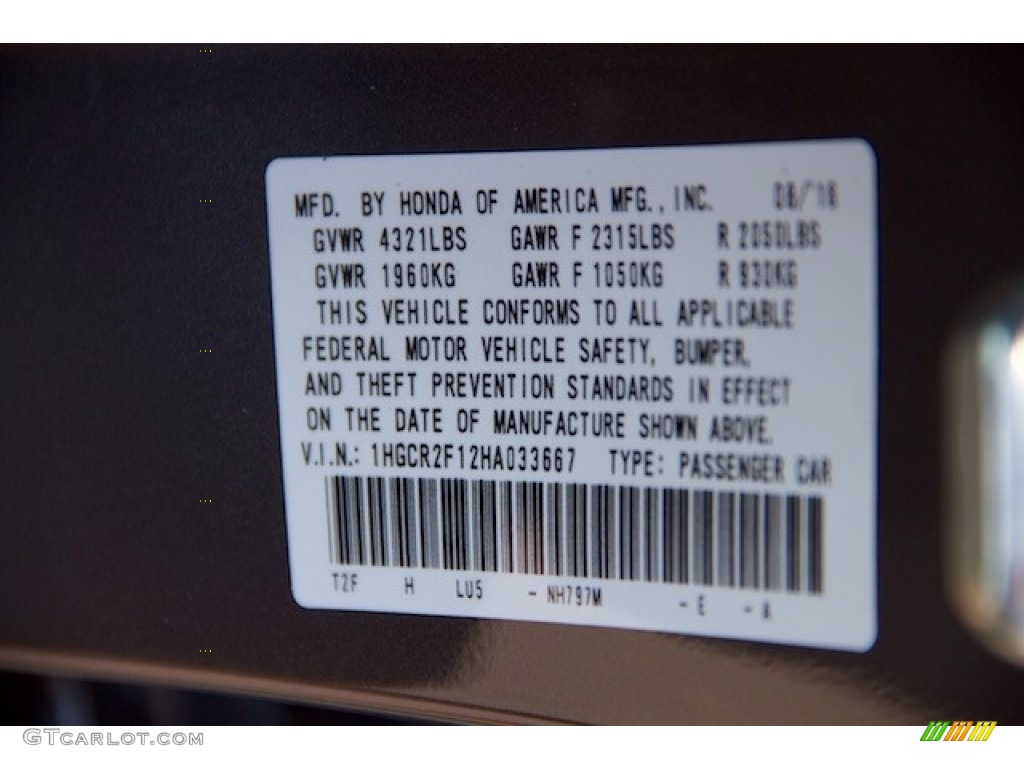 MFD. BY HONDA OF AMERICA MFG., INC. 08/16
GVWR 4321LBS GAWR F 2315LBS R 2050LBS
GVWR 1960KG GAWR F 1050KG R 930KG
THIS VEHICLE CONFORMS TO ALL APPLICABLE
FEDERAL MOTOR VEHICLE SAFETY, BUMPER,
AND THEFT PREVENTION STANDARDS IN EFFECT
ON THE DATE OF MANUFACTURE SHOWN ABOVE.
V.I.N.: 1HGCR2F12HA033667 TYPE: PASSENGER CAR
T2F H LU5 - NH797M - E - A
GTCARLOT.COM